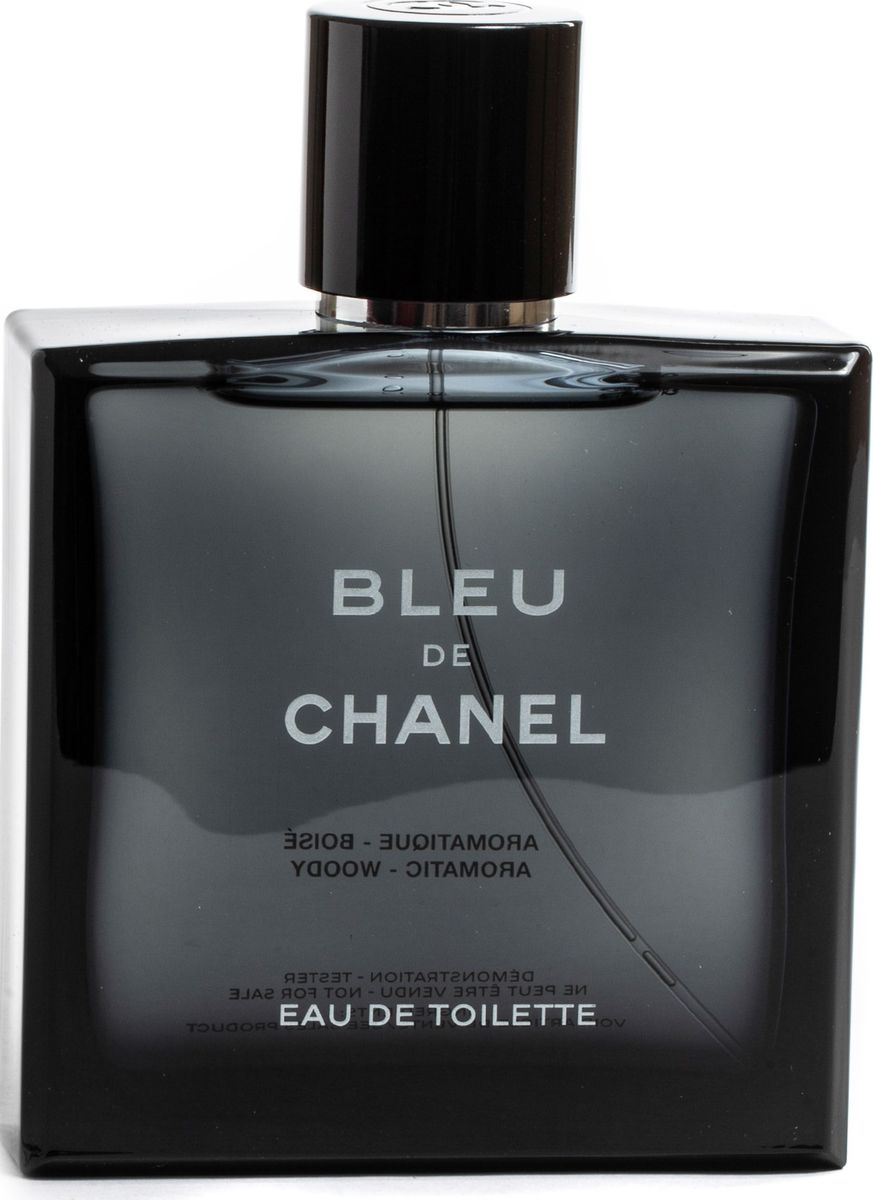 BLEU
DE
CHANEL
AROMATIQUE - BOISÉ
AROMATIC - WOODY
DÉMONSTRATION - TESTER
NE PEUT ÊTRE VENDU - NOT FOR SALE
EAU DE TOILETTE
PRODUCT